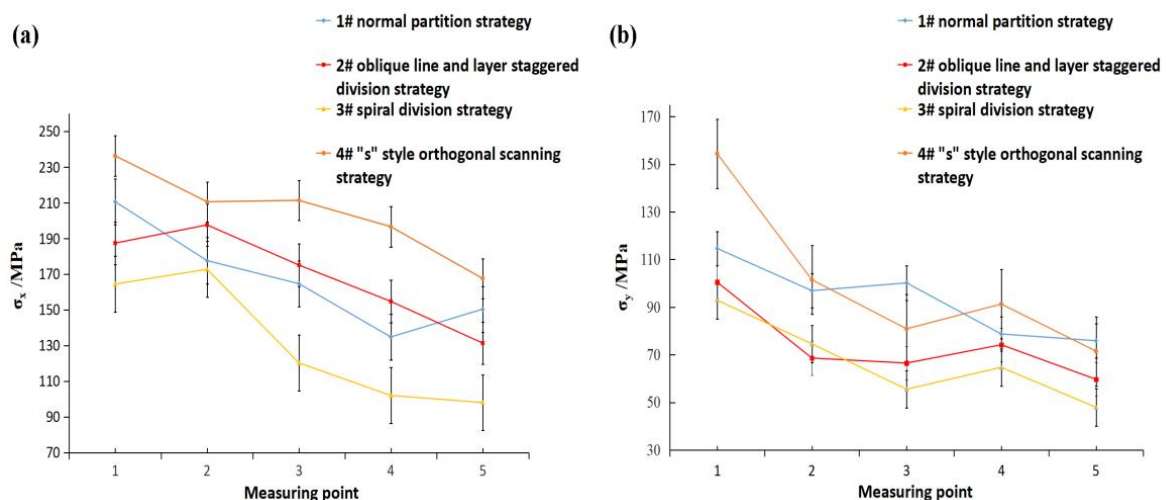 (a)
1# normal partition strategy
2# oblique line and layer staggered
division strategy
3# spiral division strategy
4# "s" style orthogonal scanning
strategy
250
230
210
190
170
150
130
110
90
70
σx /MPa
1 2 3 4 5
Measuring point
(b)
1# normal partition strategy
2# oblique line and layer staggered
division strategy
3# spiral division strategy
4# "s" style orthogonal scanning
strategy
170
150
130
110
90
70
50
30
σy /MPa
1 2 3 4 5
Measuring point